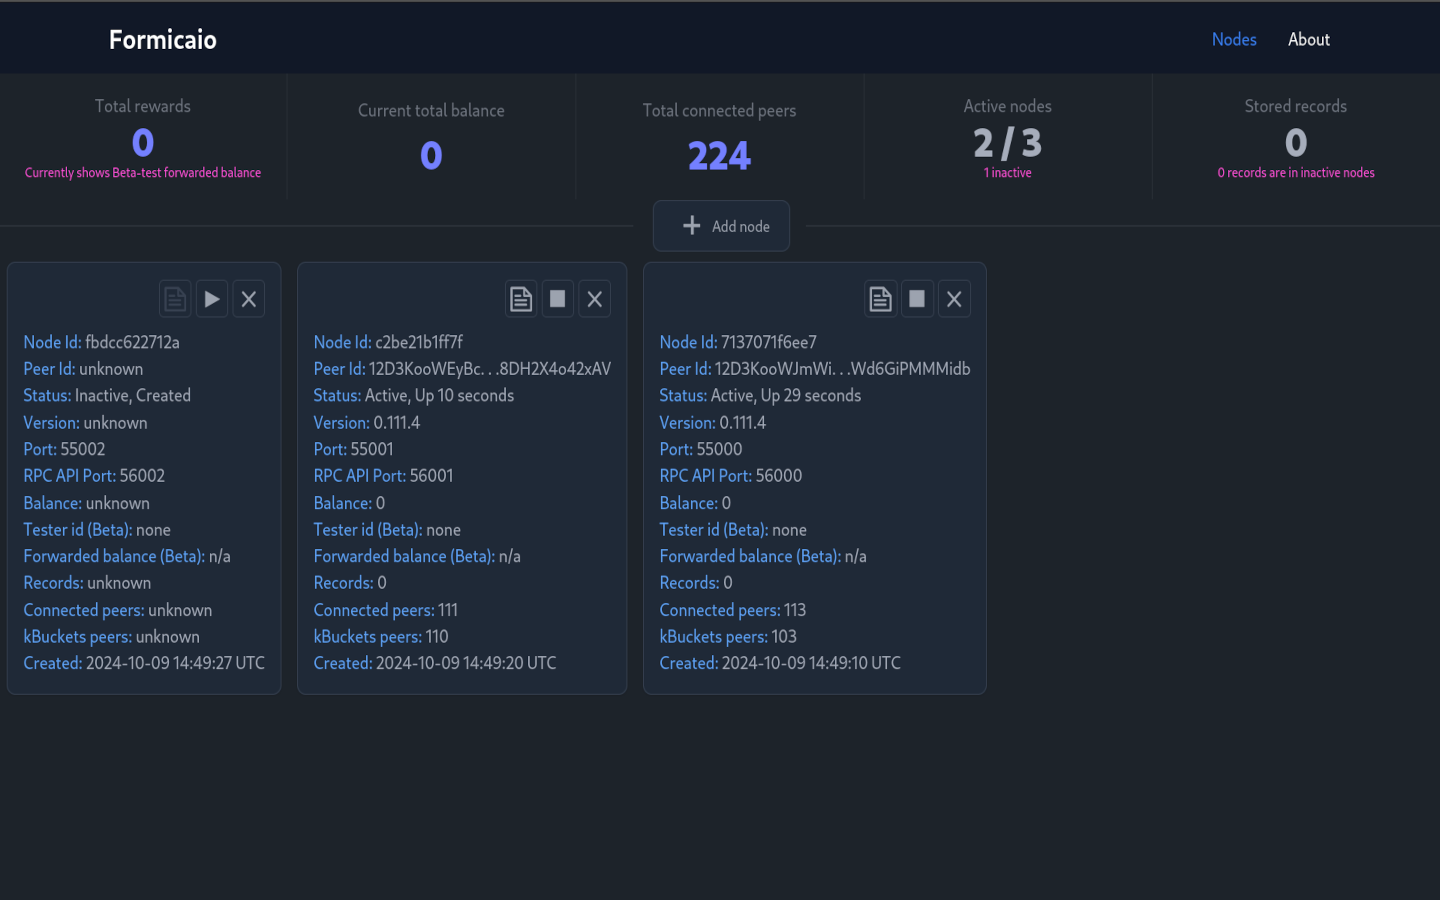 Formicaio
Nodes
About
Total rewards
0
Currently shows Beta-test forwarded balance
Current total balance
0
Total connected peers
224
Active nodes
2 / 3
1 inactive
Stored records
0
0 records are in inactive nodes
Add node
Node Id: fbdcc622712a
Peer Id: unknown
Status: Inactive, Created
Version: unknown
Port: 55002
RPC API Port: 56002
Balance: unknown
Tester id (Beta): none
Forwarded balance (Beta): n/a
Records: unknown
Connected peers: unknown
kBuckets peers: unknown
Created: 2024-10-09 14:49:27 UTC
Node Id: c2be21b1ff7f
Peer Id: 12D3KooWEyBc. . .8DH2X4o42xAV
Status: Active, Up 10 seconds
Version: 0.111.4
Port: 55001
RPC API Port: 56001
Balance: 0
Tester id (Beta): none
Forwarded balance (Beta): n/a
Records: 0
Connected peers: 111
kBuckets peers: 110
Created: 2024-10-09 14:49:20 UTC
Node Id: 7137071f6ee7
Peer Id: 12D3KooWJmWi. . .Wd6GiPMMMidb
Status: Active, Up 29 seconds
Version: 0.111.4
Port: 55000
RPC API Port: 56000
Balance: 0
Tester id (Beta): none
Forwarded balance (Beta): n/a
Records: 0
Connected peers: 113
kBuckets peers: 103
Created: 2024-10-09 14:49:10 UTC